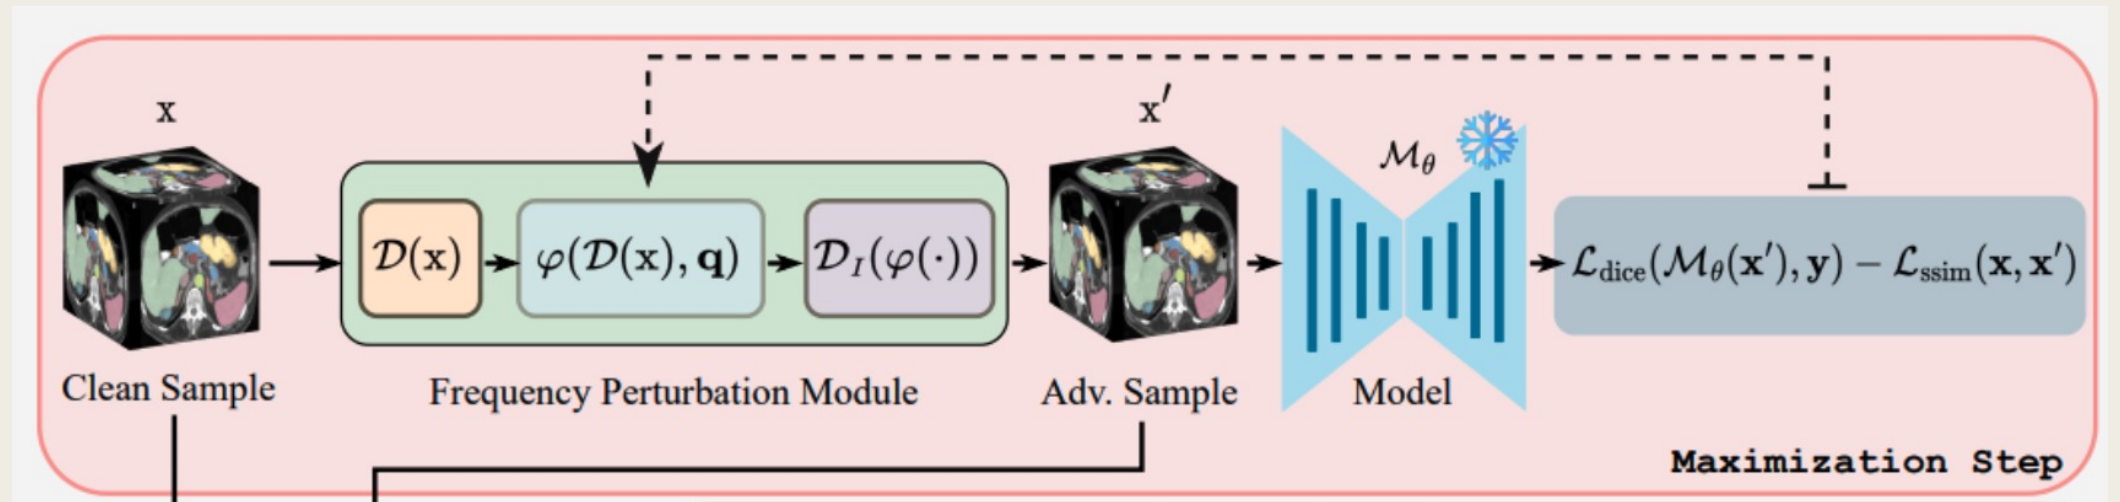 x
x′
ℳθ
𝒟(x)
φ(𝒟(x), q)
𝒟I(φ(·))
ℒdice(ℳθ(x′), y) − ℒssim(x, x′)
Clean Sample
Frequency Perturbation Module
Adv. Sample
Model
Maximization Step